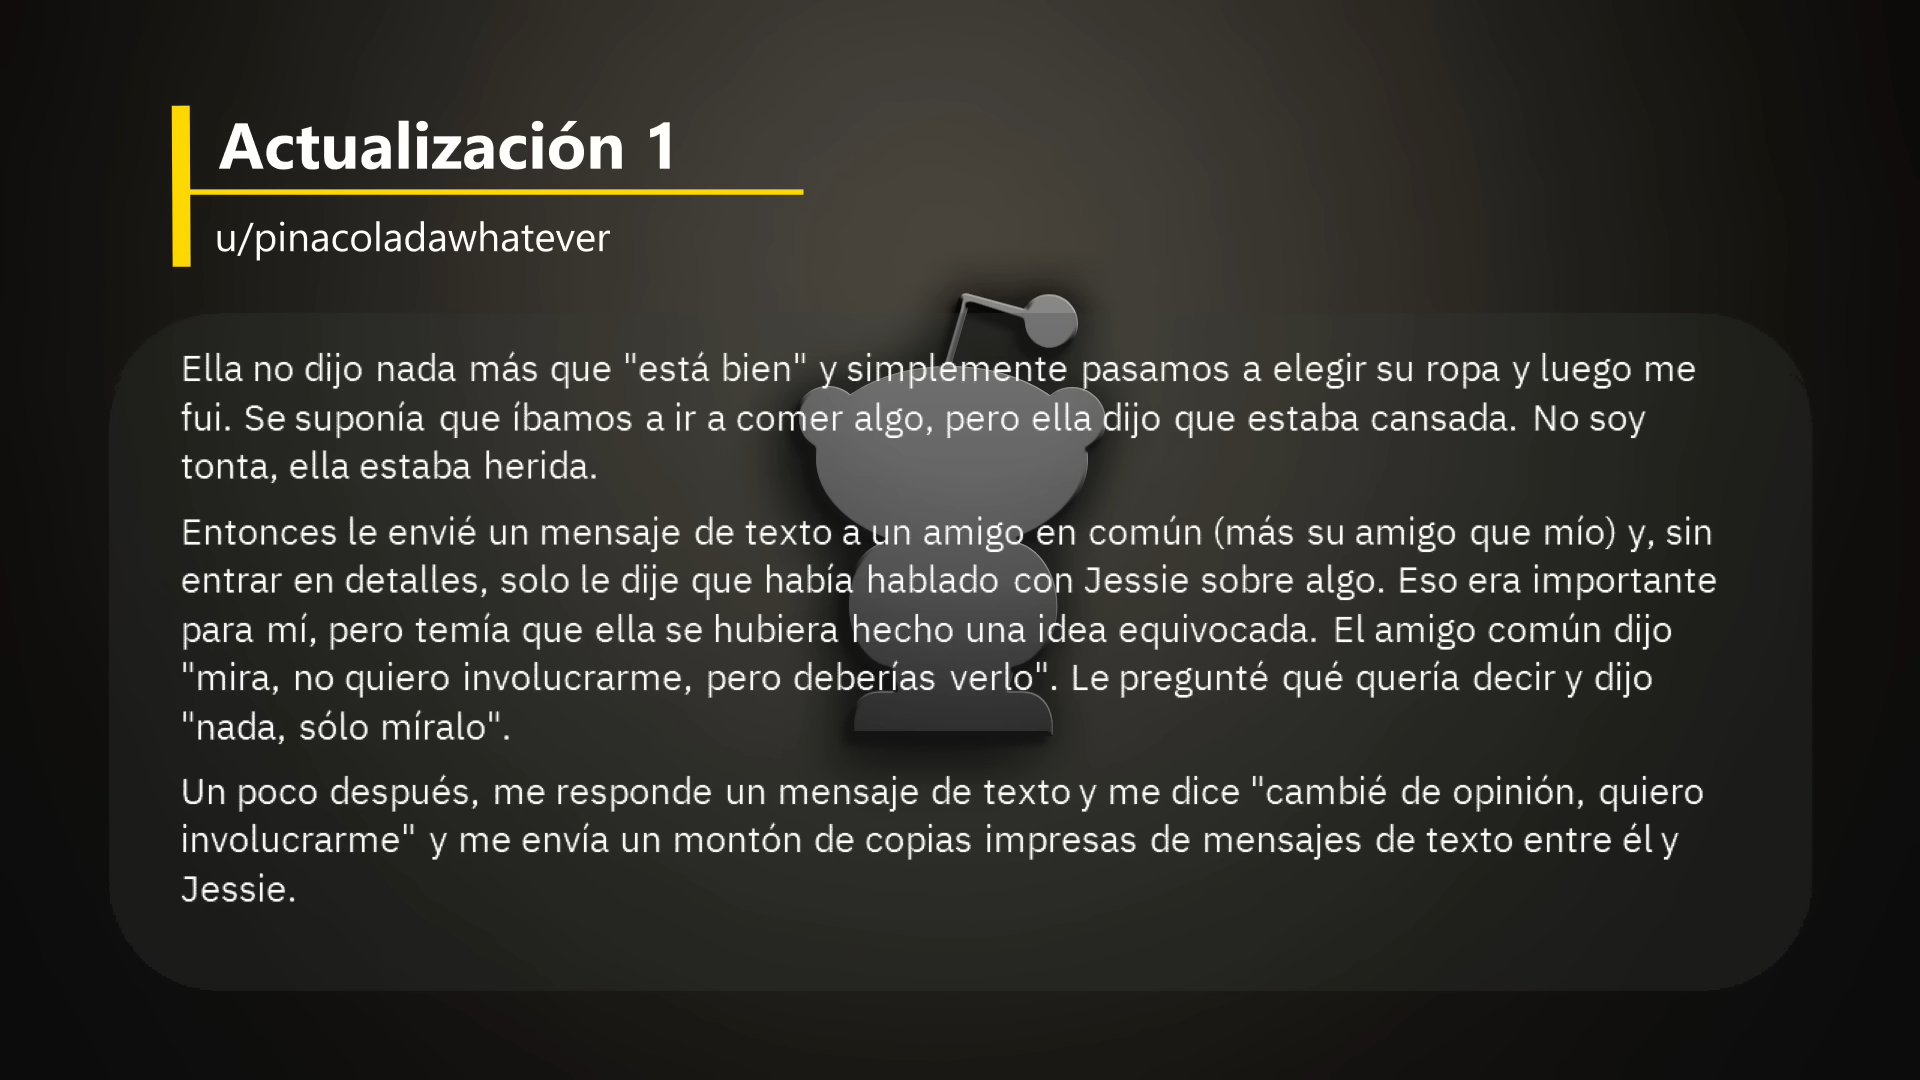 Actualización 1
u/pinacoladawhatever
Ella no dijo nada más que "está bien" y simplemente pasamos a elegir su ropa y luego me
fui. Se suponía que íbamos a ir a comer algo, pero ella dijo que estaba cansada. No soy
tonta, ella estaba herida.
Entonces le envié un mensaje de texto a un amigo en común (más su amigo que mío) y, sin
entrar en detalles, solo le dije que había hablado con Jessie sobre algo. Eso era importante
para mí, pero temía que ella se hubiera hecho una idea equivocada. El amigo común dijo
"mira, no quiero involucrarme, pero deberías verlo". Le pregunté qué quería decir y dijo
"nada, sólo míralo".
Un poco después, me responde un mensaje de texto y me dice "cambié de opinión, quiero
involucrarme" y me envía un montón de copias impresas de mensajes de texto entre él y
Jessie.